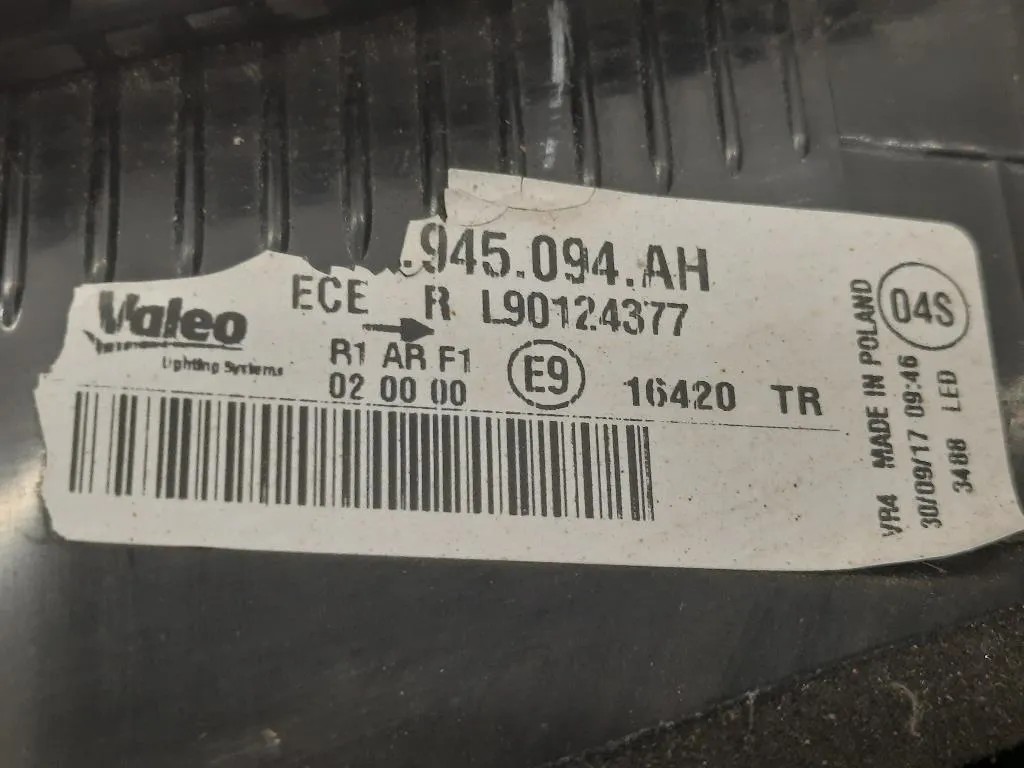 .945.094.AH
ECE R L90124377
Valeo
Lighting Systems
R1 AR F1
02 00 00
E9
16420 TR
04S
VR4 MADE IN POLAND
30/09/17 09:46
3488 LED